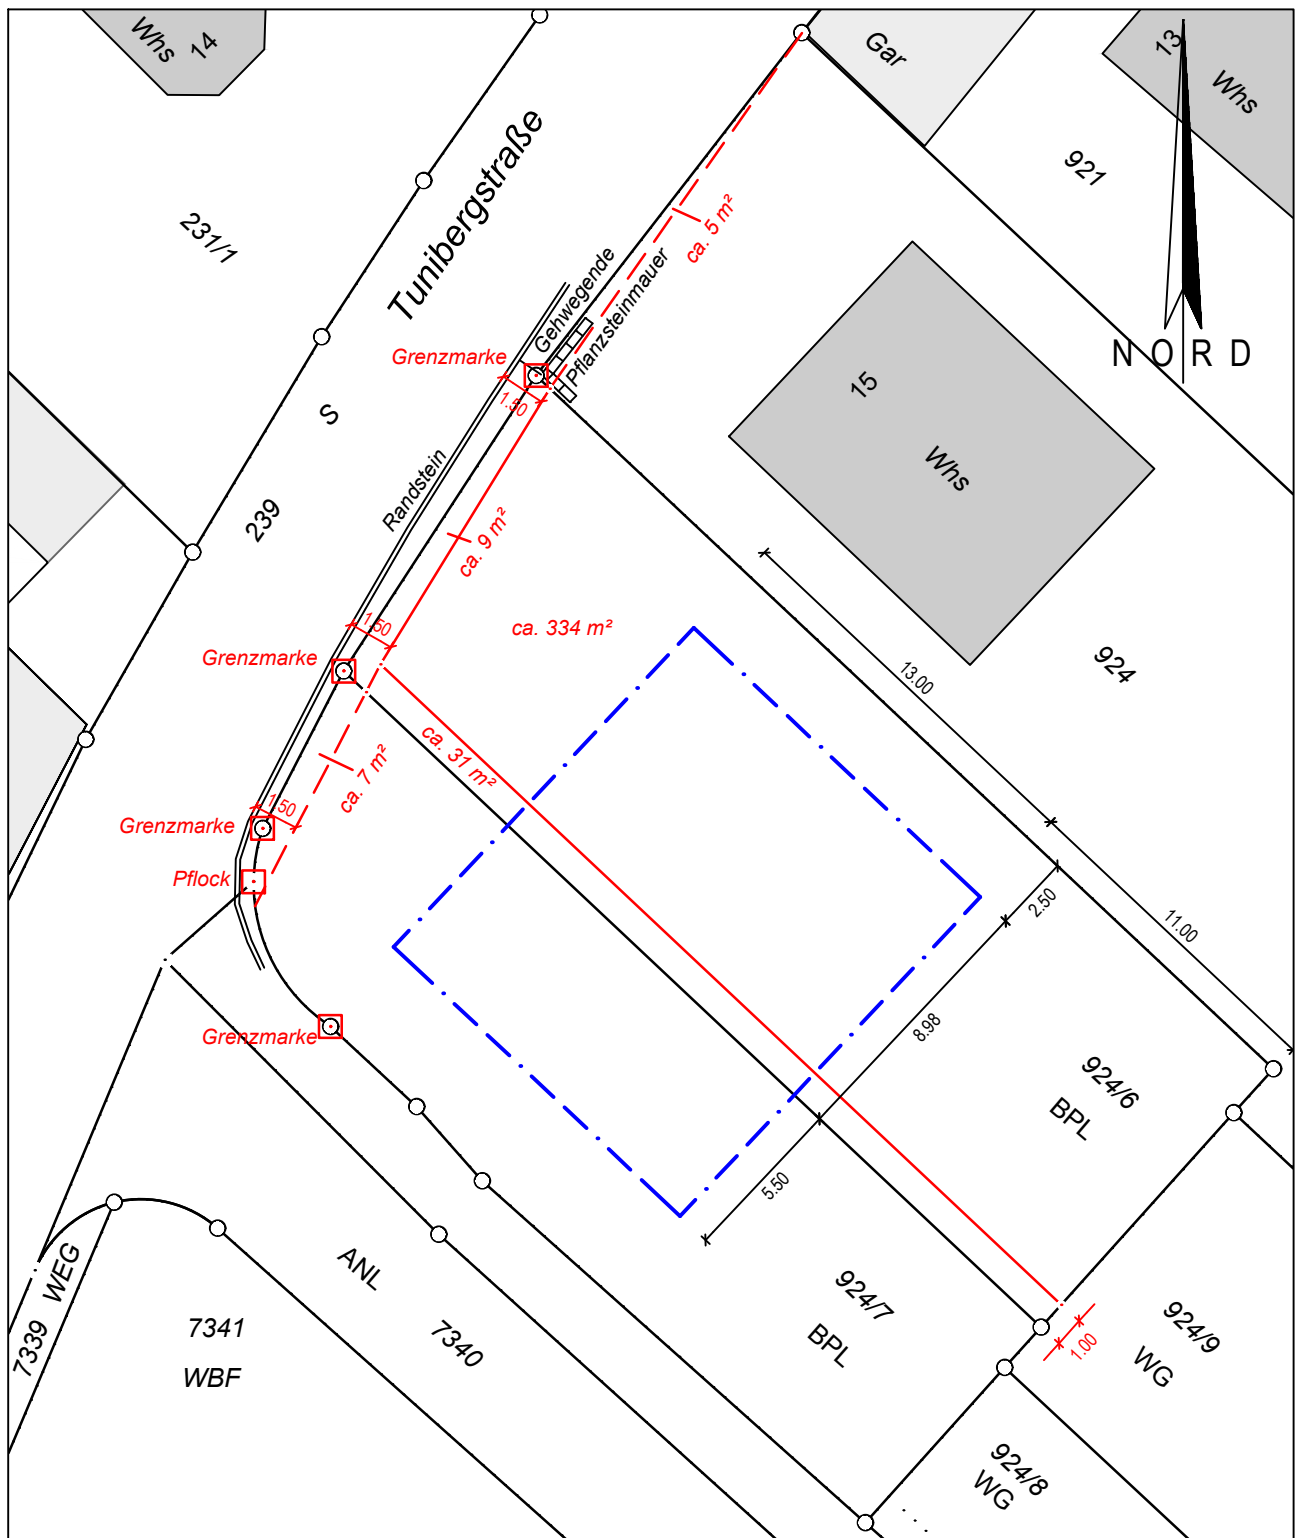 Whs 14
Gar
13
Whs
921
231/1
Tunibergstraße
ca. 5 m²
Gehwegende
Pflanzsteinmauer
NORD
Grenzmarke
1.50
15
Whs
S
Randstein
239
ca. 9 m²
1.50
ca. 334 m²
Grenzmarke
924
13.00
ca. 31 m²
ca. 7 m²
1.50
Grenzmarke
Pflock
2.50
11.00
Grenzmarke
8.98
924/6
BPL
5.50
7339 WEG
ANL
7340
7341
WBF
924/7
BPL
1.00
924/9
WG
924/8
WG